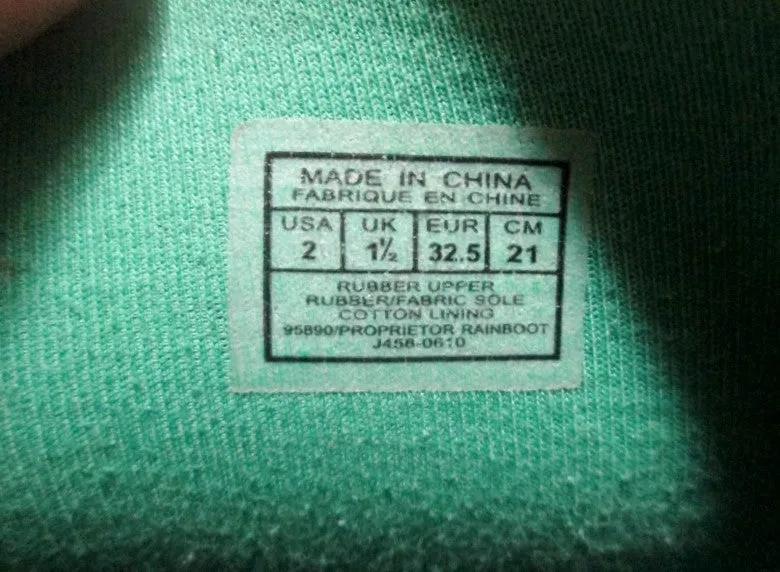 MADE IN CHINA
FABRIQUE EN CHINE
USA UK EUR CM
2 1½ 32.5 21
RUBBER UPPER
RUBBER/FABRIC SOLE
COTTON LINING
95890/PROPRIETOR RAINBOOT
J458-0610